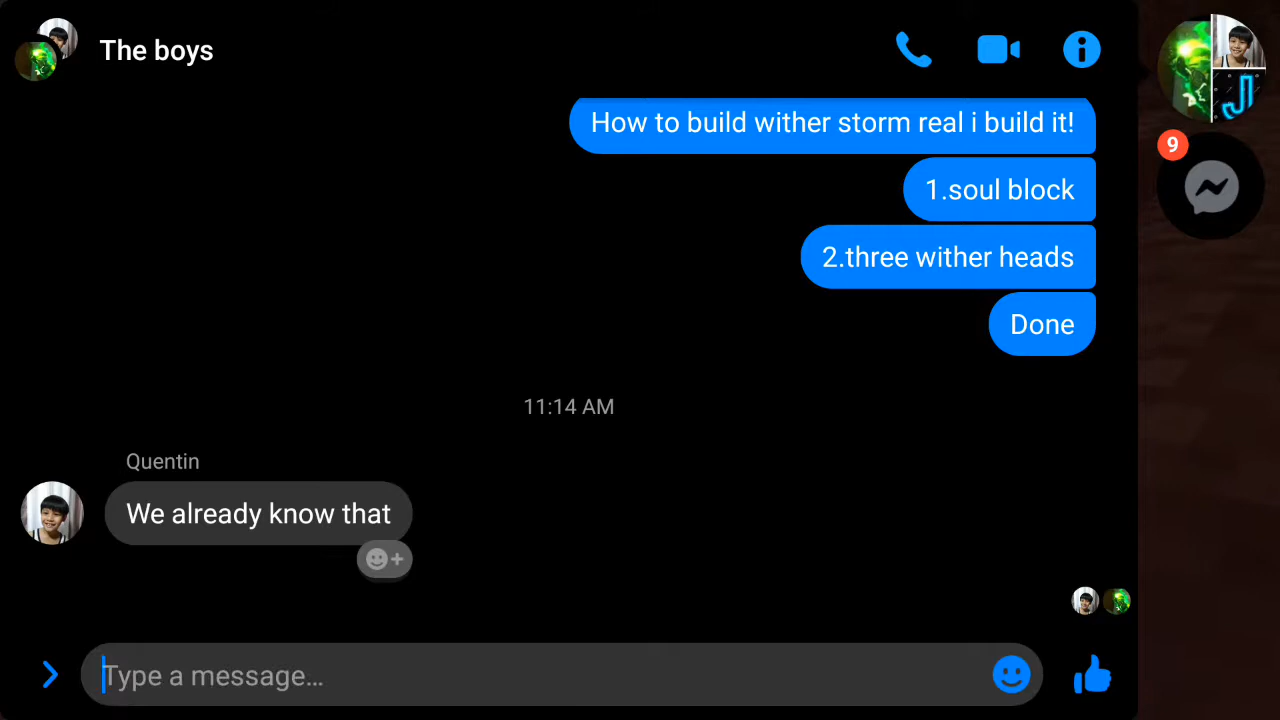 The boys
How to build wither storm real i build it!
9
1.soul block
2.three wither heads
Done
11:14 AM
Quentin
We already know that
Type a message…